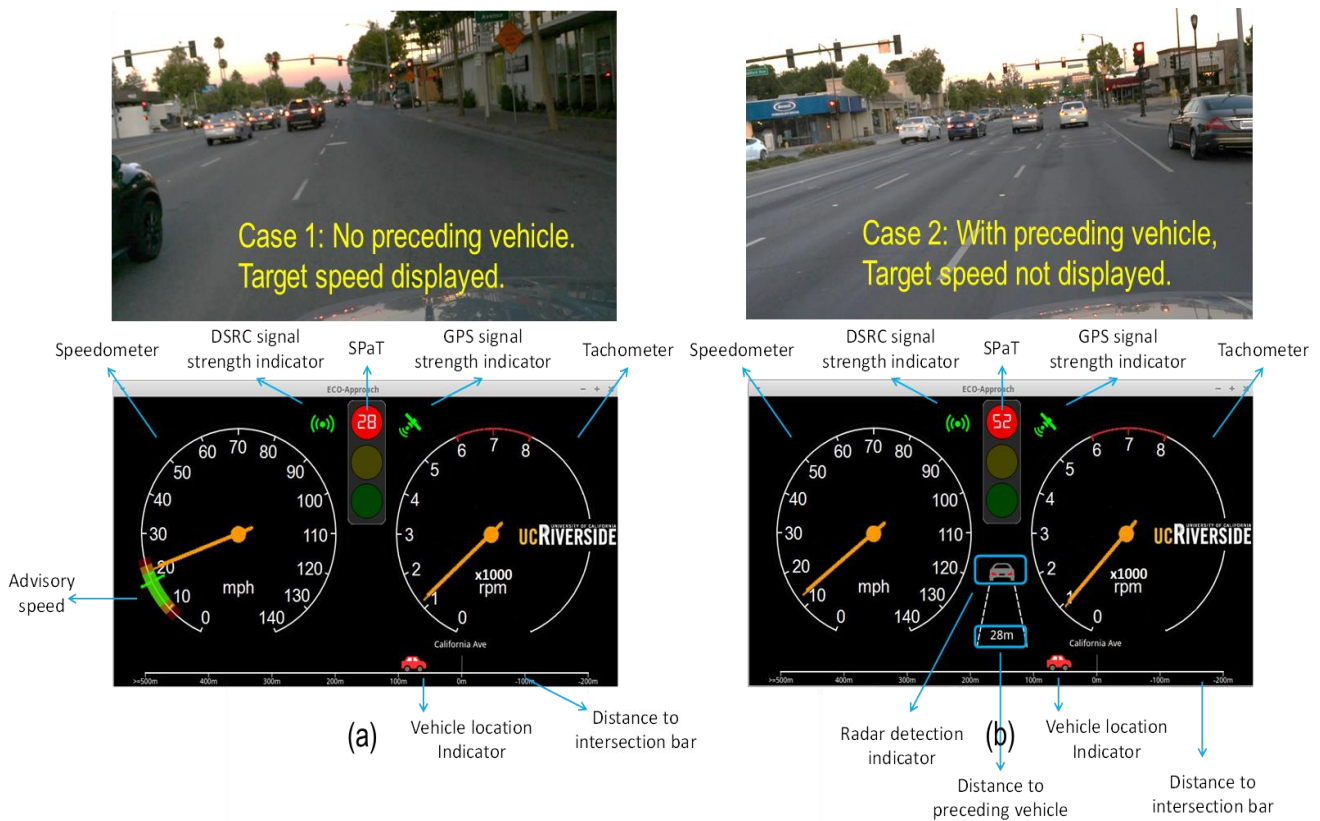 Avenue
Case 1: No preceding vehicle.
Target speed displayed.
Case 2: With preceding vehicle,
Target speed not displayed.
Speedometer
DSRC signal
strength indicator
SPaT
GPS signal
strength indicator
Tachometer
Speedometer
DSRC signal
strength indicator
SPaT
GPS signal
strength indicator
Tachometer
ECO-Approach
28
0
10
20
30
40
50
60
70
80
90
100
110
120
130
140
mph
0
1
2
3
4
5
6
7
8
x1000
rpm
UNIVERSITY OF CALIFORNIA
UCRIVERSIDE
California Ave
>=500m 400m 300m 200m 100m 0m -100m -200m
Advisory
speed
Vehicle location
Indicator
Distance to
intersection bar
(a)
ECO-Approach
52
0
10
20
30
40
50
60
70
80
90
100
110
120
130
140
mph
0
1
2
3
4
5
6
7
8
x1000
rpm
UNIVERSITY OF CALIFORNIA
UCRIVERSIDE
28m
California Ave
>=500m 400m 300m 200m 100m 0m -100m -200m
Radar detection
indicator
(b)
Vehicle location
Indicator
Distance to
preceding vehicle
Distance to
intersection bar